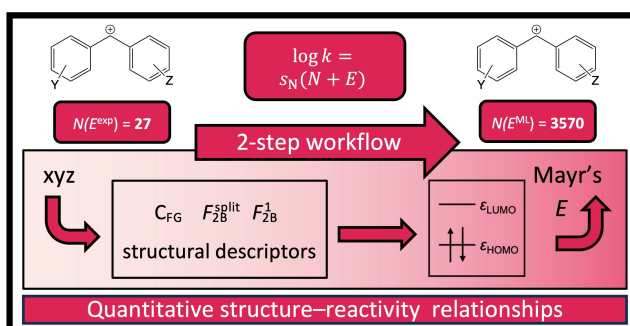 ⊕
Y
Z
log k =
s_N(N + E)
⊕
Y
Z
N(E^exp) = 27
N(E^ML) = 3570
2-step workflow
xyz
Mayr's
E
C_FG F_2B^split F_2B^1
structural descriptors
ε_LUMO
ε_HOMO
Quantitative structure–reactivity relationships